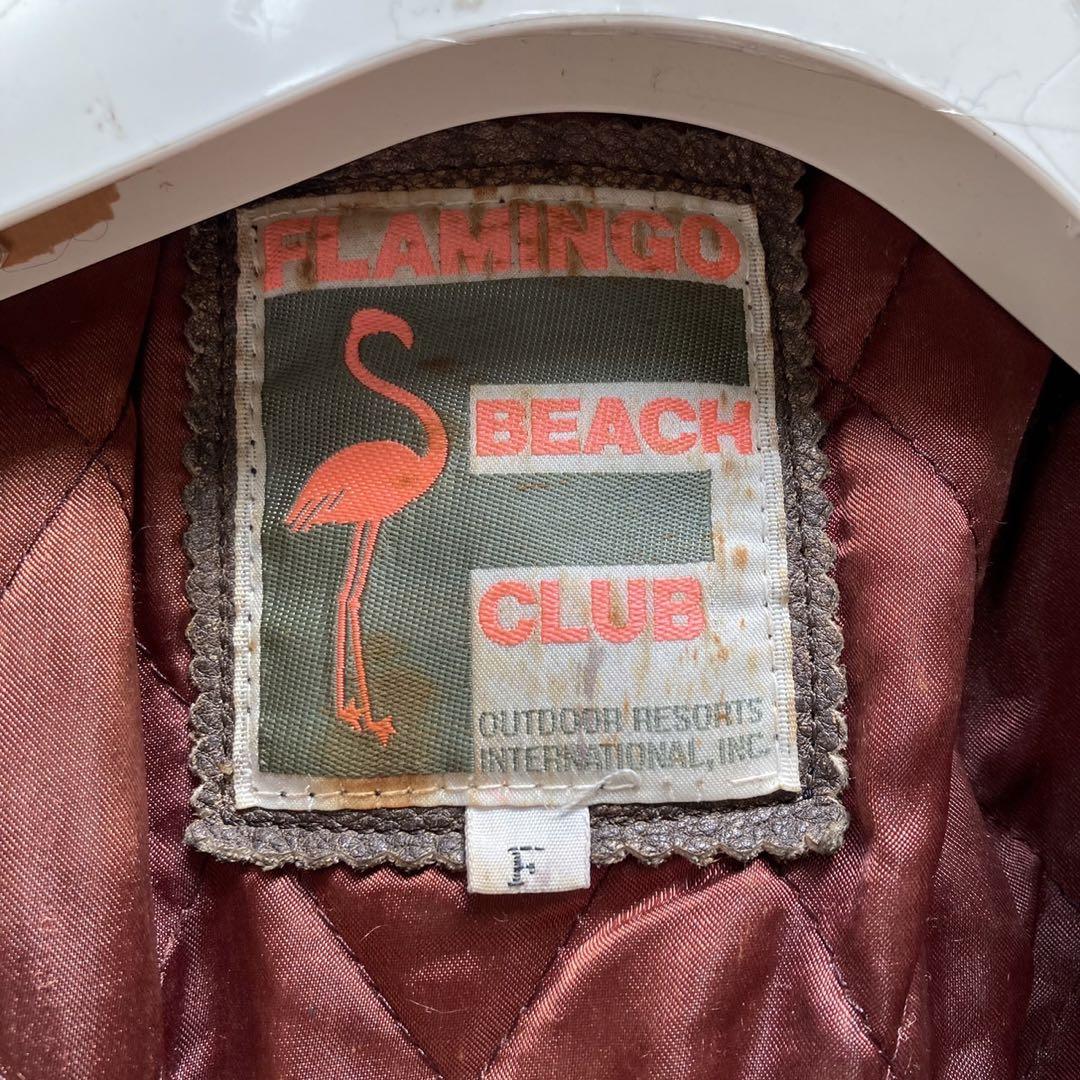 FLAMINGO
BEACH
CLUB
OUTDOOR RESORTS
INTERNATIONAL, INC.
F